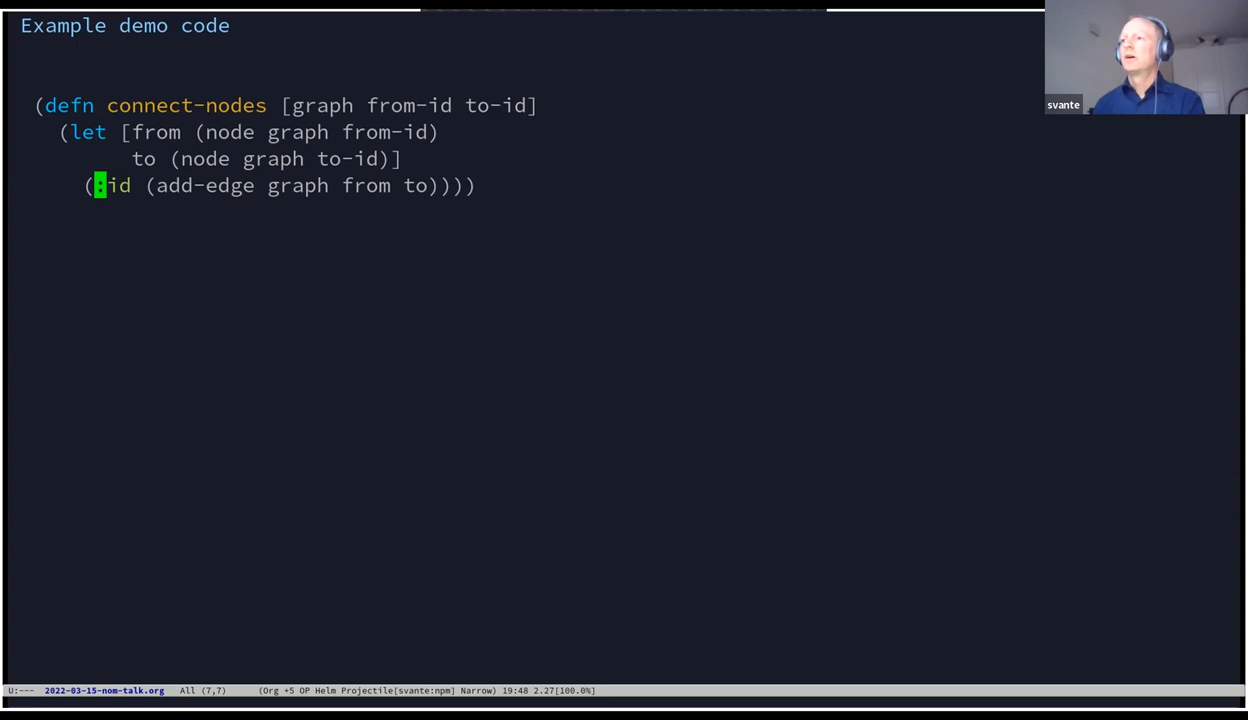 Example demo code
svante
(defn connect-nodes [graph from-id to-id]
(let [from (node graph from-id)
to (node graph to-id)]
(:id (add-edge graph from to))))
U:--- 2022-03-15-nom-talk.org All (7,7) (Org +5 OP Helm Projectile[svante:npm] Narrow) 19:48 2.27[100.0%]